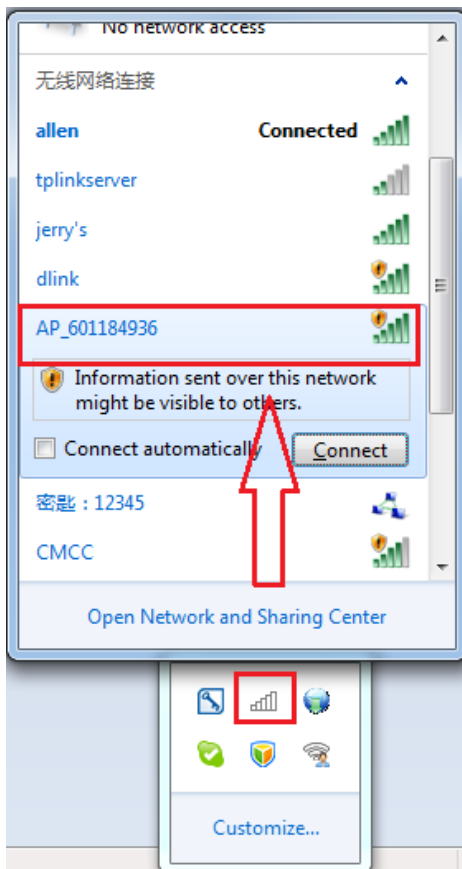 No network access
无线网络连接
allen Connected
tplinkserver
jerry's
dlink
AP_601184936
Information sent over this network
might be visible to others.
Connect automatically Connect
密匙：12345
CMCC
Open Network and Sharing Center
Customize...